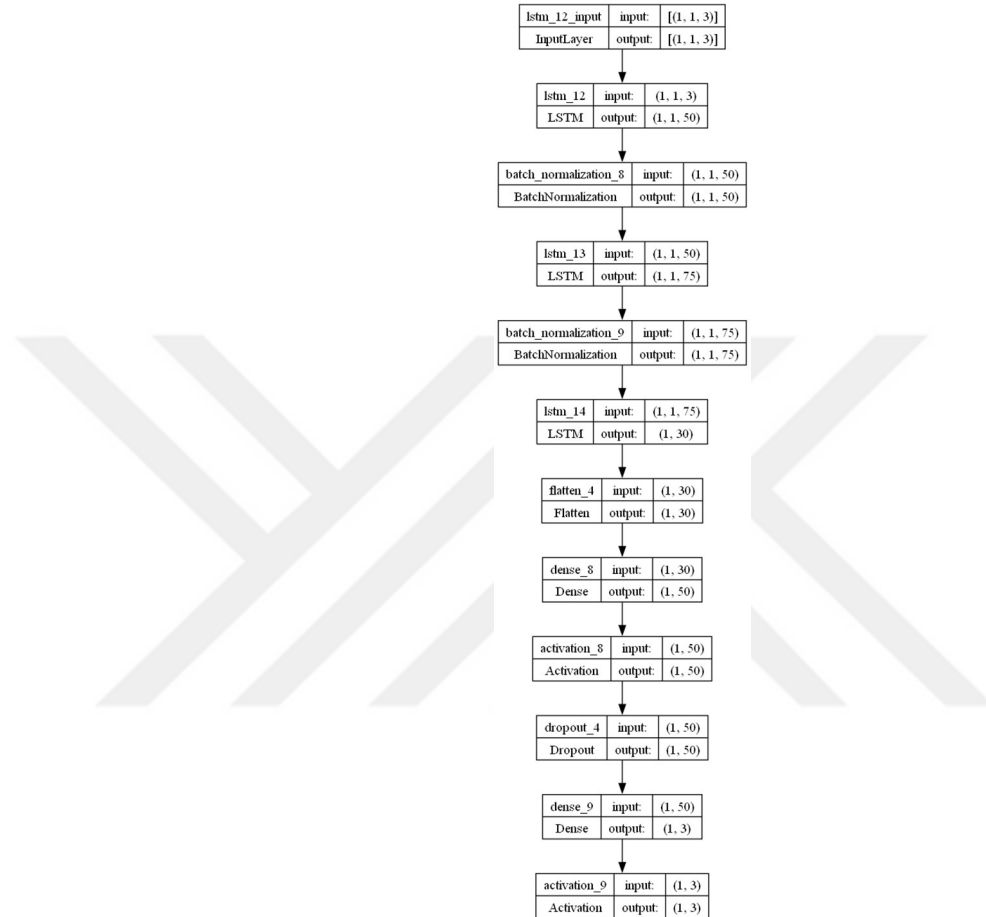 lstm_12_input input: [(1, 1, 3)]
InputLayer output: [(1, 1, 3)]
lstm_12 input: (1, 1, 3)
LSTM output: (1, 1, 50)
batch_normalization_8 input: (1, 1, 50)
BatchNormalization output: (1, 1, 50)
lstm_13 input: (1, 1, 50)
LSTM output: (1, 1, 75)
batch_normalization_9 input: (1, 1, 75)
BatchNormalization output: (1, 1, 75)
lstm_14 input: (1, 1, 75)
LSTM output: (1, 30)
flatten_4 input: (1, 30)
Flatten output: (1, 30)
dense_8 input: (1, 30)
Dense output: (1, 50)
activation_8 input: (1, 50)
Activation output: (1, 50)
dropout_4 input: (1, 50)
Dropout output: (1, 50)
dense_9 input: (1, 50)
Dense output: (1, 3)
activation_9 input: (1, 3)
Activation output: (1, 3)